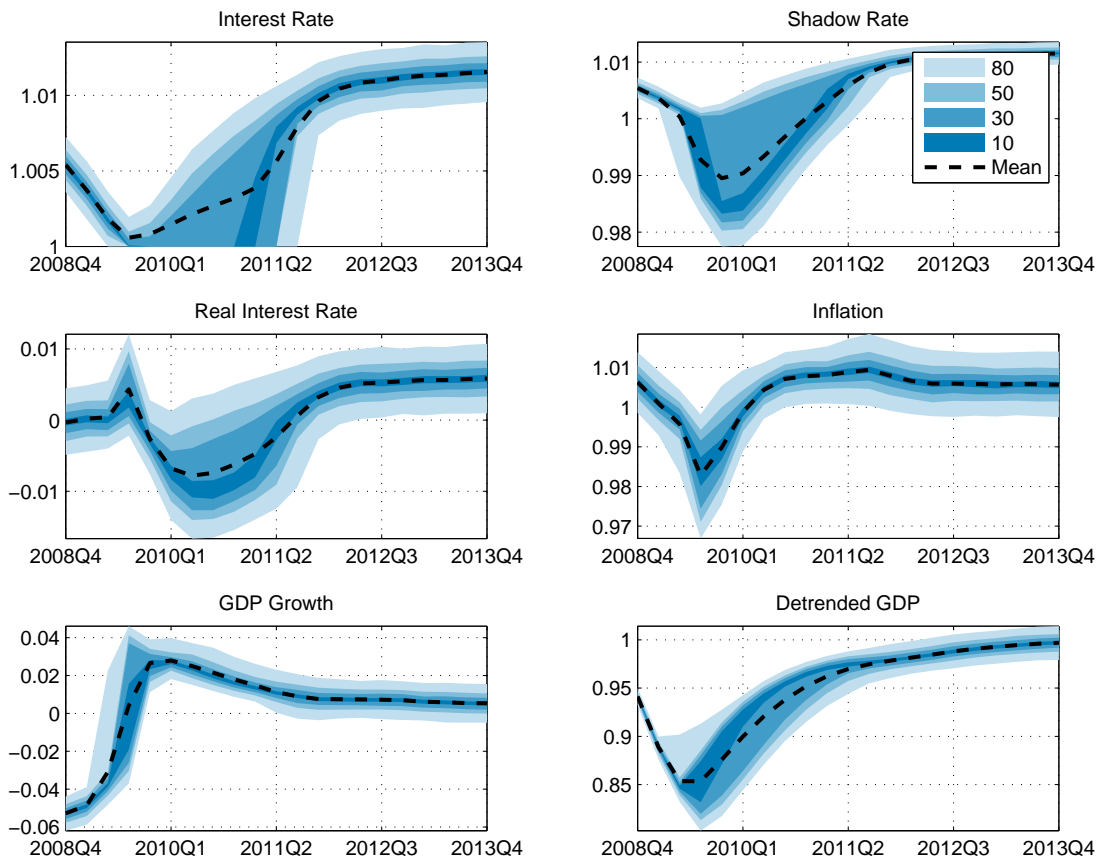 Interest Rate
1.01
1.005
1
2008Q4 2010Q1 2011Q2 2012Q3 2013Q4
Shadow Rate
1.01
1
0.99
0.98
80
50
30
10
Mean
2008Q4 2010Q1 2011Q2 2012Q3 2013Q4
Real Interest Rate
0.01
0
−0.01
2008Q4 2010Q1 2011Q2 2012Q3 2013Q4
Inflation
1.01
1
0.99
0.98
0.97
2008Q4 2010Q1 2011Q2 2012Q3 2013Q4
GDP Growth
0.04
0.02
0
−0.02
−0.04
−0.06
2008Q4 2010Q1 2011Q2 2012Q3 2013Q4
Detrended GDP
1
0.95
0.9
0.85
2008Q4 2010Q1 2011Q2 2012Q3 2013Q4